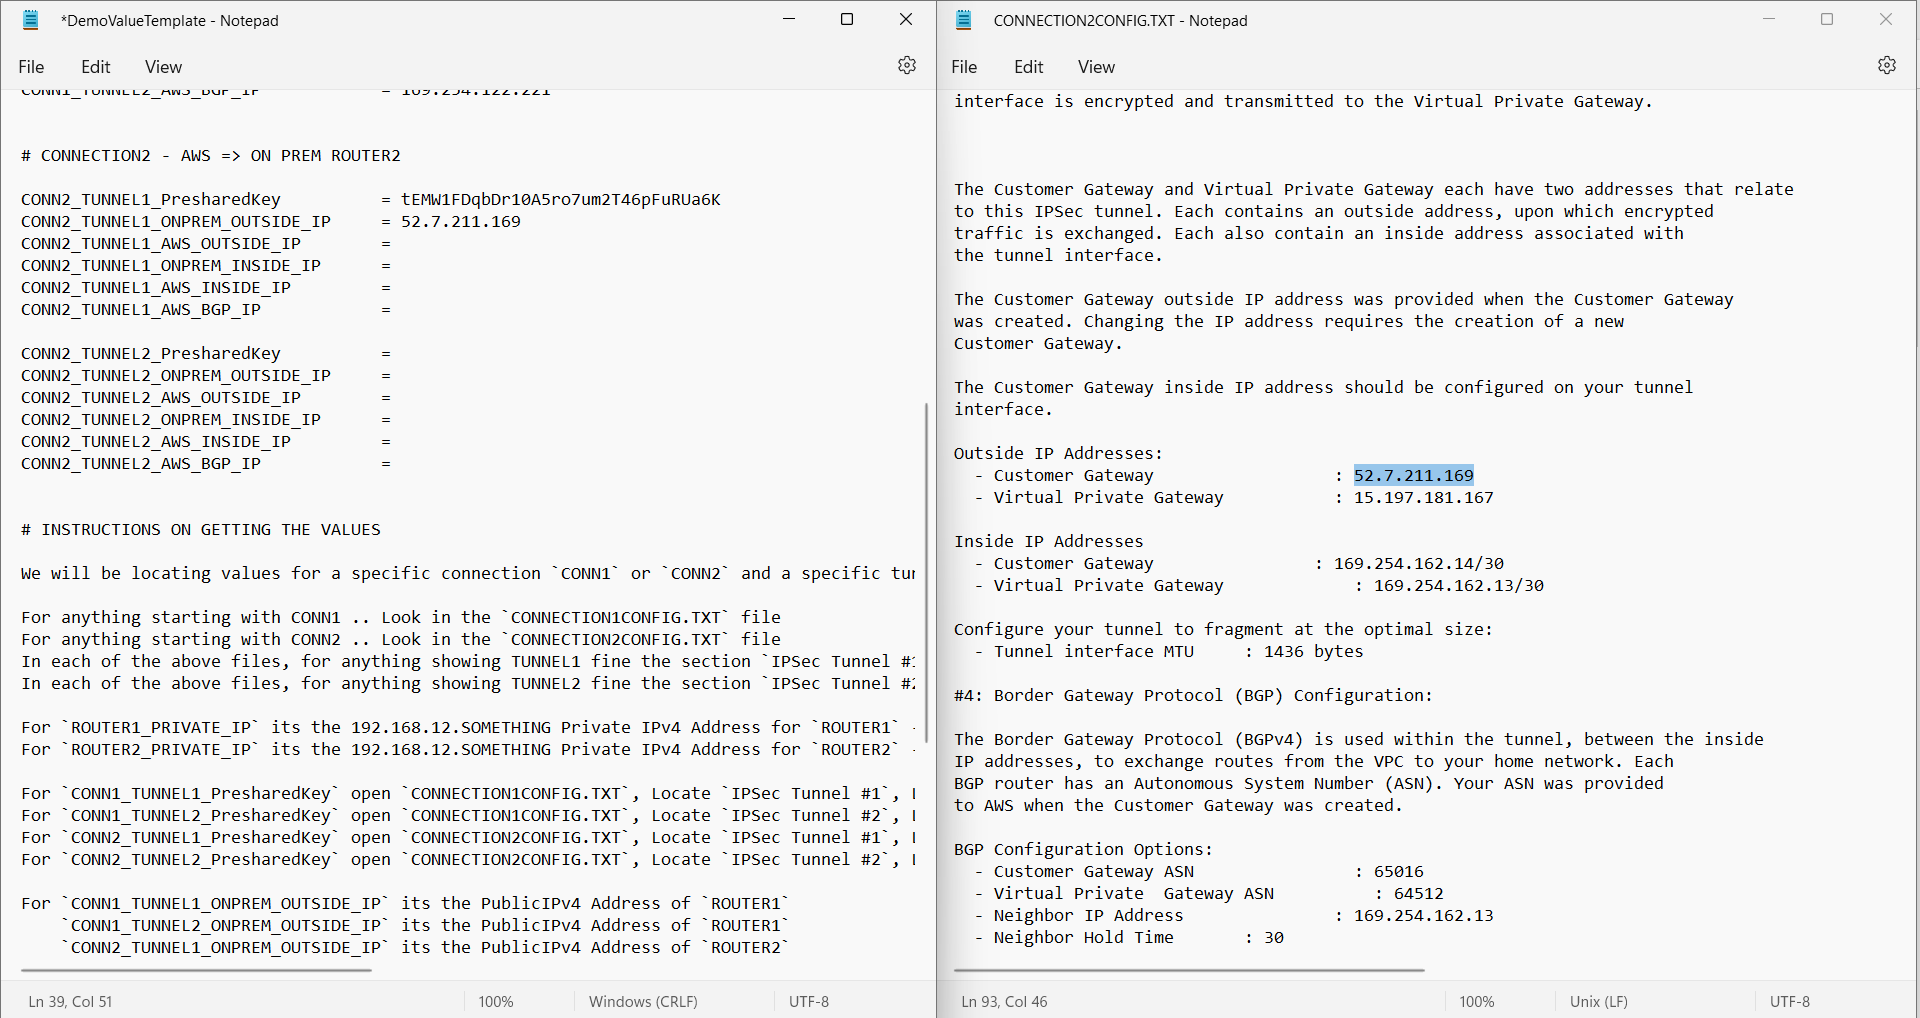 *DemoValueTemplate - Notepad
File Edit View
CONN1_TUNNEL2_AWS_BGP_IP = 169.254.122.221
# CONNECTION2 - AWS => ON PREM ROUTER2
CONN2_TUNNEL1_PresharedKey = tEMW1FDqbDr10A5ro7um2T46pFuRUa6K
CONN2_TUNNEL1_ONPREM_OUTSIDE_IP = 52.7.211.169
CONN2_TUNNEL1_AWS_OUTSIDE_IP =
CONN2_TUNNEL1_ONPREM_INSIDE_IP =
CONN2_TUNNEL1_AWS_INSIDE_IP =
CONN2_TUNNEL1_AWS_BGP_IP =
CONN2_TUNNEL2_PresharedKey =
CONN2_TUNNEL2_ONPREM_OUTSIDE_IP =
CONN2_TUNNEL2_AWS_OUTSIDE_IP =
CONN2_TUNNEL2_ONPREM_INSIDE_IP =
CONN2_TUNNEL2_AWS_INSIDE_IP =
CONN2_TUNNEL2_AWS_BGP_IP =
# INSTRUCTIONS ON GETTING THE VALUES
We will be locating values for a specific connection `CONN1` or `CONN2` and a specific tun
For anything starting with CONN1 .. Look in the `CONNECTION1CONFIG.TXT` file
For anything starting with CONN2 .. Look in the `CONNECTION2CONFIG.TXT` file
In each of the above files, for anything showing TUNNEL1 fine the section `IPSec Tunnel #1
In each of the above files, for anything showing TUNNEL2 fine the section `IPSec Tunnel #2
For `ROUTER1_PRIVATE_IP` its the 192.168.12.SOMETHING Private IPv4 Address for `ROUTER1` -
For `ROUTER2_PRIVATE_IP` its the 192.168.12.SOMETHING Private IPv4 Address for `ROUTER2` -
For `CONN1_TUNNEL1_PresharedKey` open `CONNECTION1CONFIG.TXT`, Locate `IPSec Tunnel #1`,
For `CONN1_TUNNEL2_PresharedKey` open `CONNECTION1CONFIG.TXT`, Locate `IPSec Tunnel #2`,
For `CONN2_TUNNEL1_PresharedKey` open `CONNECTION2CONFIG.TXT`, Locate `IPSec Tunnel #1`,
For `CONN2_TUNNEL2_PresharedKey` open `CONNECTION2CONFIG.TXT`, Locate `IPSec Tunnel #2`,
For `CONN1_TUNNEL1_ONPREM_OUTSIDE_IP` its the PublicIPv4 Address of `ROUTER1`
`CONN1_TUNNEL2_ONPREM_OUTSIDE_IP` its the PublicIPv4 Address of `ROUTER1`
`CONN2_TUNNEL1_ONPREM_OUTSIDE_IP` its the PublicIPv4 Address of `ROUTER2`
Ln 39, Col 51 100% Windows (CRLF) UTF-8
CONNECTION2CONFIG.TXT - Notepad
File Edit View
interface is encrypted and transmitted to the Virtual Private Gateway.
The Customer Gateway and Virtual Private Gateway each have two addresses that relate
to this IPSec tunnel. Each contains an outside address, upon which encrypted
traffic is exchanged. Each also contain an inside address associated with
the tunnel interface.
The Customer Gateway outside IP address was provided when the Customer Gateway
was created. Changing the IP address requires the creation of a new
Customer Gateway.
The Customer Gateway inside IP address should be configured on your tunnel
interface.
Outside IP Addresses:
- Customer Gateway : 52.7.211.169
- Virtual Private Gateway : 15.197.181.167
Inside IP Addresses
- Customer Gateway : 169.254.162.14/30
- Virtual Private Gateway : 169.254.162.13/30
Configure your tunnel to fragment at the optimal size:
- Tunnel interface MTU : 1436 bytes
#4: Border Gateway Protocol (BGP) Configuration:
The Border Gateway Protocol (BGPv4) is used within the tunnel, between the inside
IP addresses, to exchange routes from the VPC to your home network. Each
BGP router has an Autonomous System Number (ASN). Your ASN was provided
to AWS when the Customer Gateway was created.
BGP Configuration Options:
- Customer Gateway ASN : 65016
- Virtual Private  Gateway ASN : 64512
- Neighbor IP Address : 169.254.162.13
- Neighbor Hold Time : 30
Ln 93, Col 46 100% Unix (LF) UTF-8